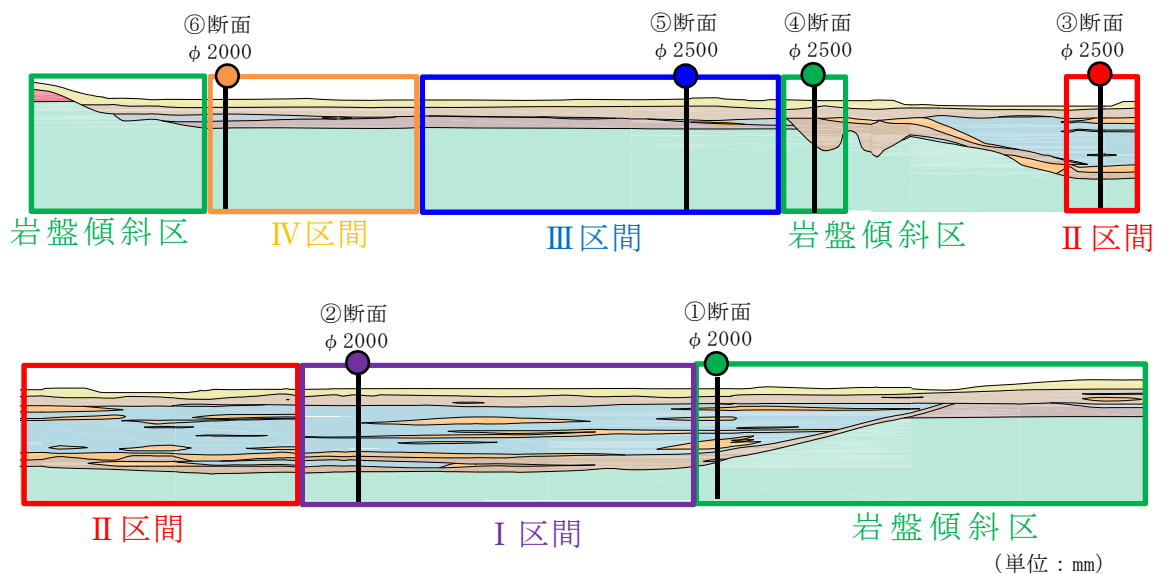 ⑥断面
φ2000
⑤断面
φ2500
④断面
φ2500
③断面
φ2500
岩盤傾斜区
Ⅳ区間
Ⅲ区間
岩盤傾斜区
Ⅱ区間
②断面
φ2000
①断面
φ2000
Ⅱ区間
Ⅰ区間
岩盤傾斜区
（単位：mm）